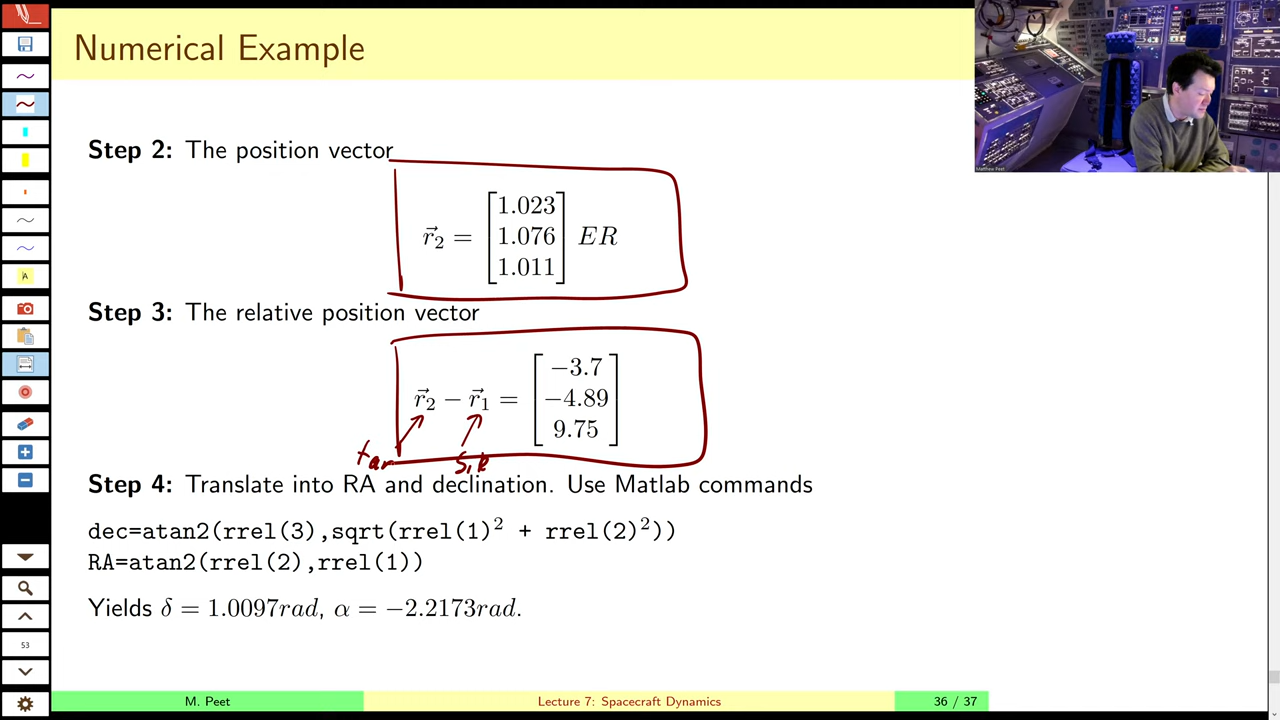 Numerical Example
Step 2: The position vector
r⃗₂ = [1.023
1.076
1.011] ER
Step 3: The relative position vector
r⃗₂ − r⃗₁ = [−3.7
−4.89
9.75]
tar
Step 4: Translate into RA and declination. Use Matlab commands
dec=atan2(rrel(3),sqrt(rrel(1)² + rrel(2)²))
RA=atan2(rrel(2),rrel(1))
Yields δ = 1.0097rad, α = −2.2173rad.
53
M. Peet
Lecture 7: Spacecraft Dynamics
36 / 37
Matthew Peet
A